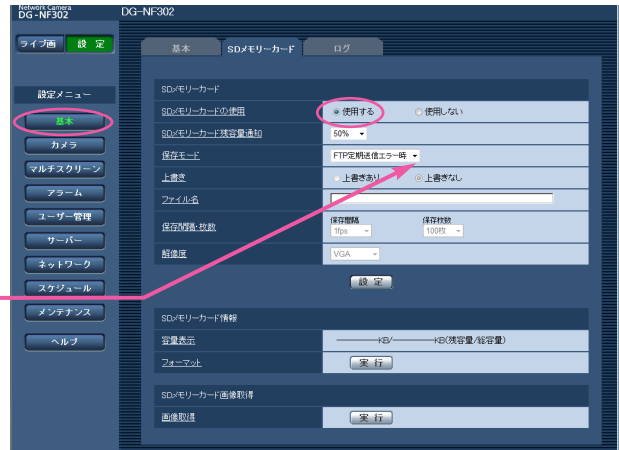 Network Camera
DG-NF302
DG-NF302
ライブ画 設 定
基本 SDメモリーカード ログ
設定メニュー
基本
カメラ
マルチスクリーン
アラーム
ユーザー管理
サーバー
ネットワーク
スケジュール
メンテナンス
ヘルプ
SDメモリーカード
SDメモリーカードの使用 使用する 使用しない
SDメモリーカード残容量通知 50%
保存モード FTP定期送信エラー時
上書き 上書きあり 上書きなし
ファイル名
保存間隔・枚数 保存間隔 1fps 保存枚数 100枚
解像度 VGA
設 定
SDメモリーカード情報
容量表示 ――――KB/――――KB(残容量/総容量)
フォーマット 実 行
SDメモリーカード画像取得
画像取得 実 行